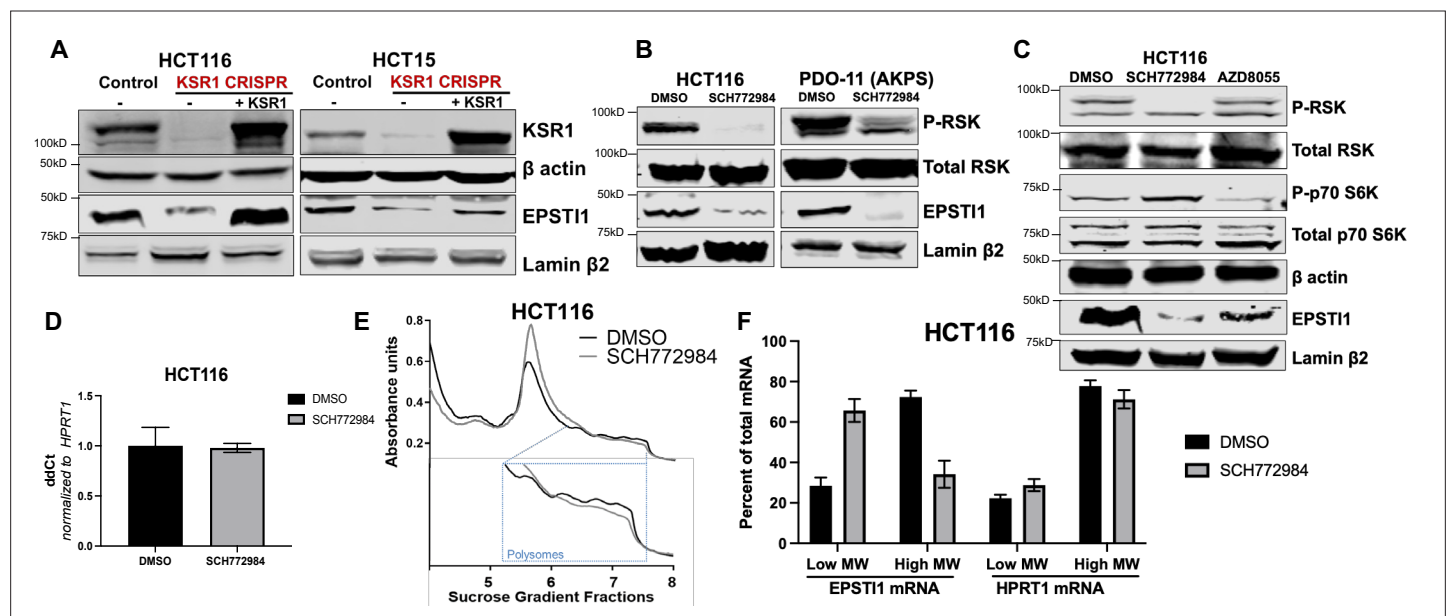 A
HCT116
HCT15
Control
KSR1 CRISPR
Control
KSR1 CRISPR
-
-
+ KSR1
-
-
+ KSR1
100kD
KSR1
50kD
β actin
50kD
EPSTI1
75kD
Lamin β2
B
HCT116
PDO-11 (AKPS)
DMSO
SCH772984
DMSO
SCH772984
100kD
P-RSK
100kD
Total RSK
50kD
EPSTI1
75kD
Lamin β2
C
HCT116
DMSO
SCH772984
AZD8055
100kD
P-RSK
100kD
Total RSK
75kD
P-p70 S6K
75kD
Total p70 S6K
50kD
β actin
50kD
EPSTI1
75kD
Lamin β2
D
HCT116
ddCt
normalized to HPRT1
1.5
1.0
0.5
0.0
DMSO
SCH772984
DMSO
SCH772984
E
HCT116
DMSO
SCH772984
Absorbance units
0.8
0.6
0.4
0.2
Polysomes
5
6
7
8
Sucrose Gradient Fractions
F
HCT116
Percent of total mRNA
100
80
60
40
20
0
Low MW
High MW
Low MW
High MW
EPSTI1 mRNA
HPRT1 mRNA
DMSO
SCH772984